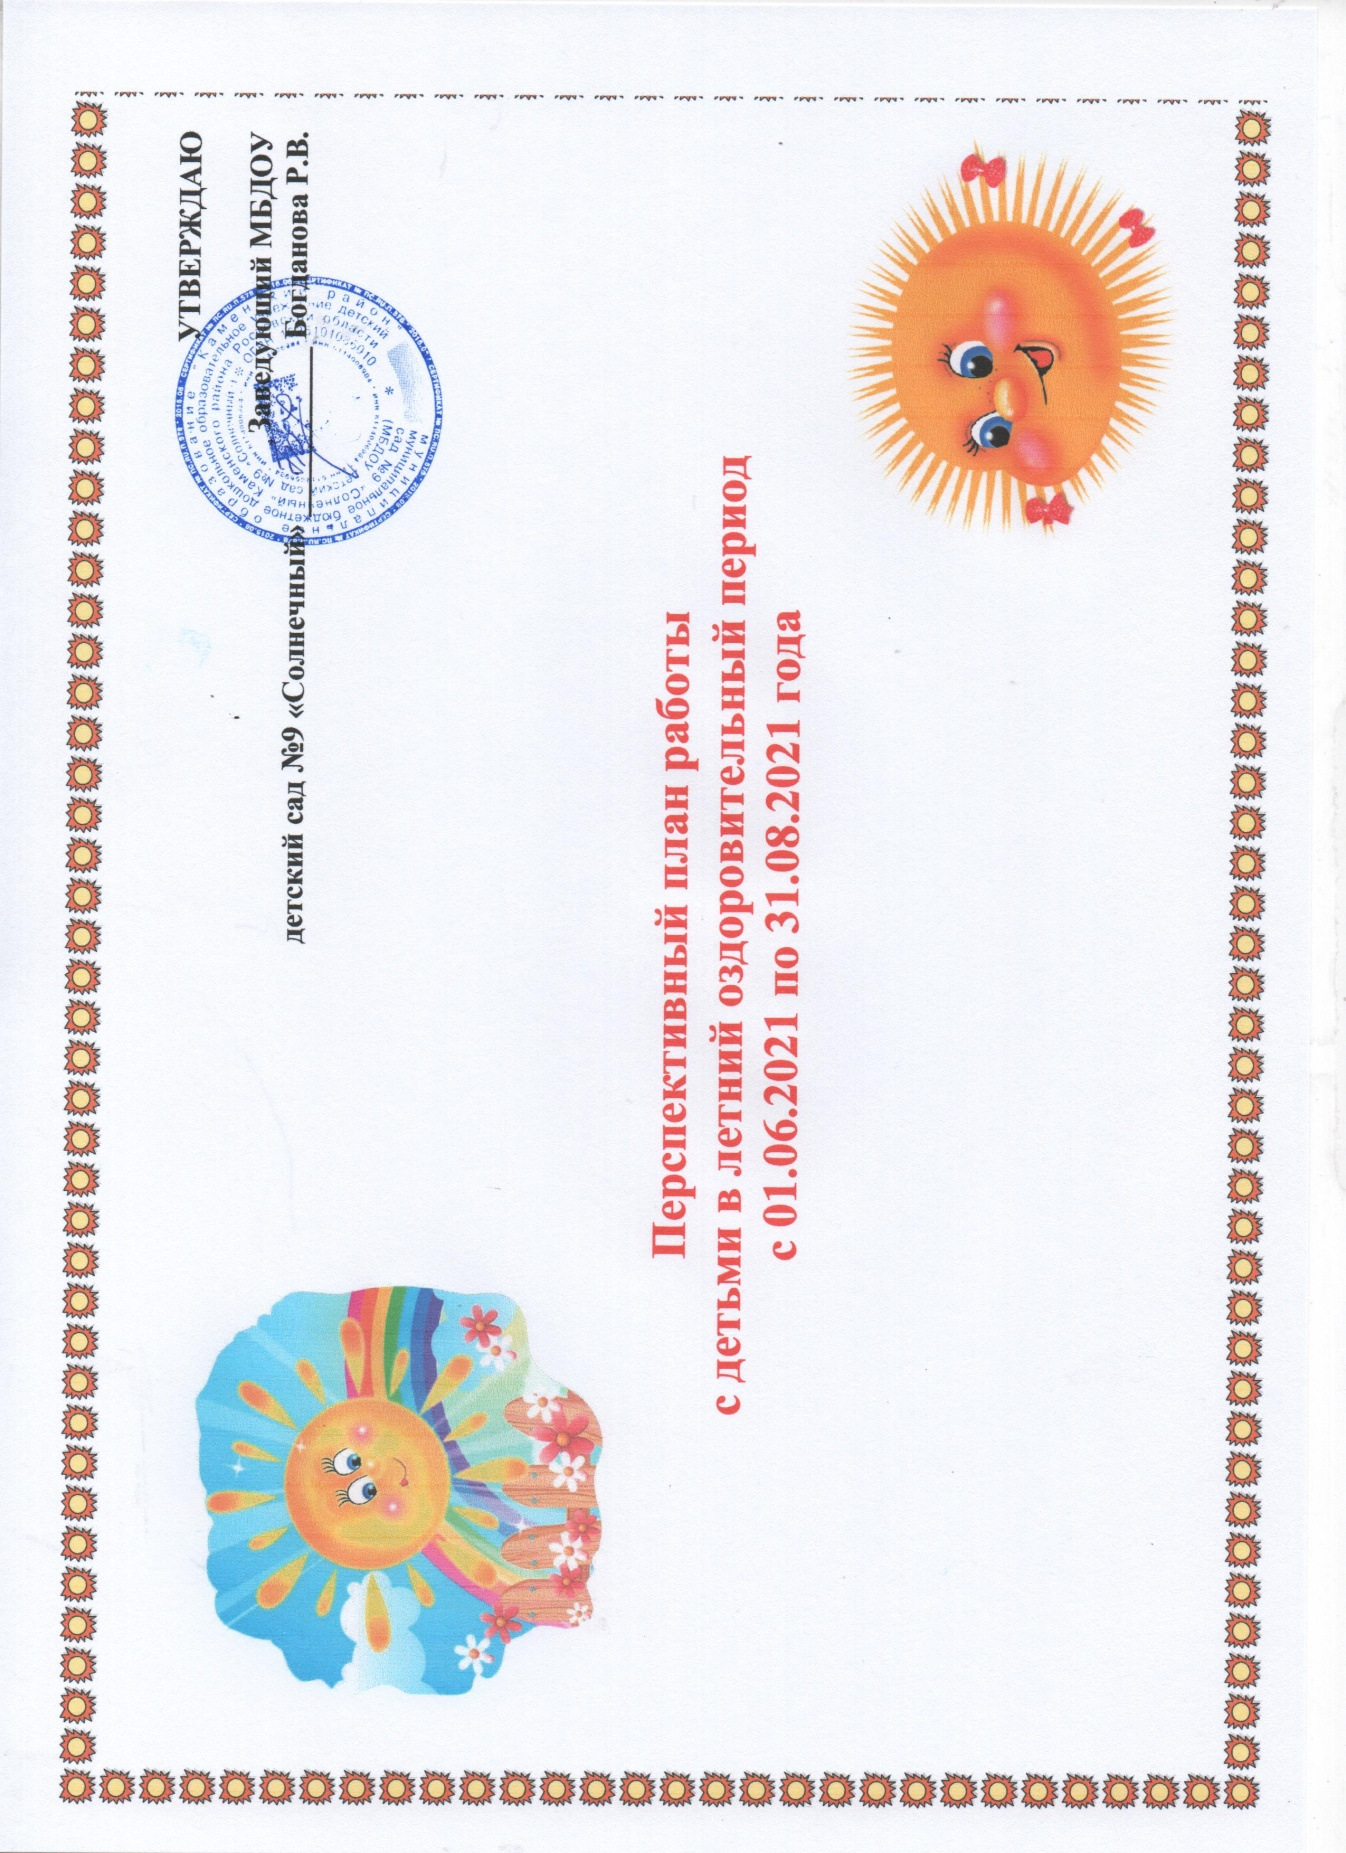 УТВЕРЖДАЮ
Заведующий МБДОУ
детский сад №9 «Солнечный» Богданова Р.В.
Перспективный план работы
с детьми в летний оздоровительный период
с 01.06.2021 по 31.08.2021 года